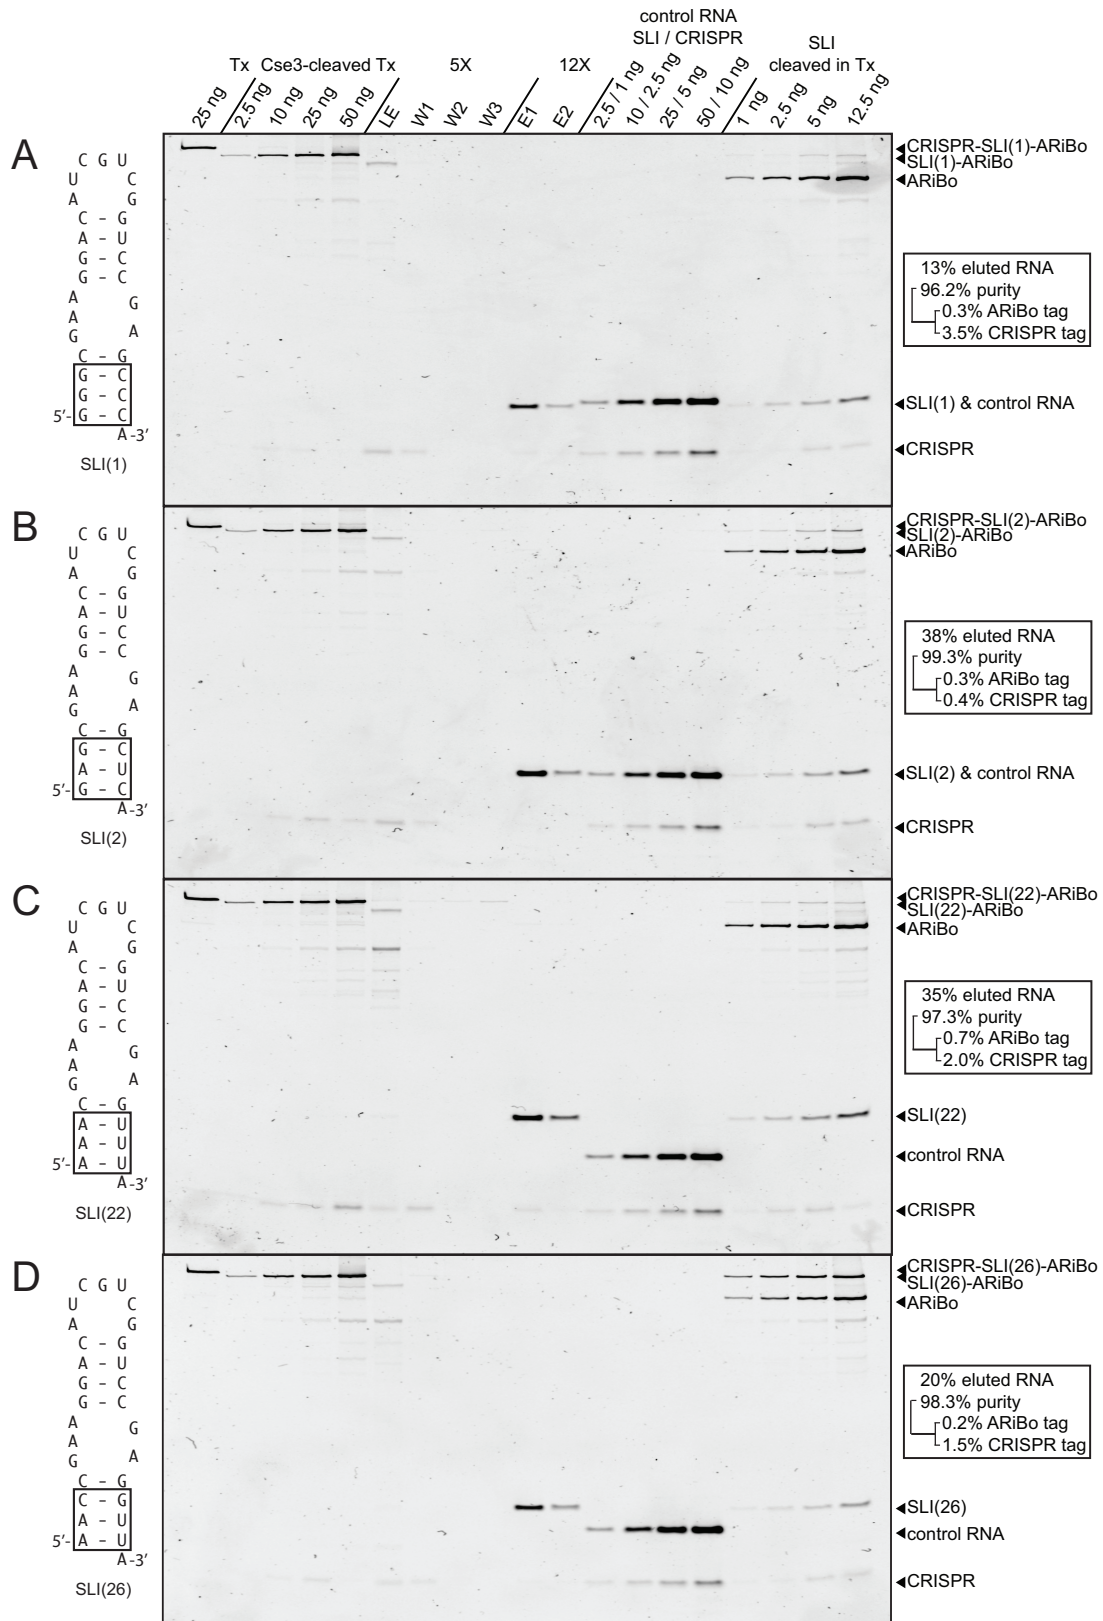 control RNA
SLI / CRISPR
SLI
cleaved in Tx
Tx Cse3-cleaved Tx 5X 12X
25 ng 2.5 ng 10 ng 25 ng 50 ng LE W1 W2 W3 E1 E2 2.5 / 1 ng 10 / 2.5 ng 25 / 5 ng 50 / 10 ng 1 ng 2.5 ng 5 ng 12.5 ng
A
C G U
U C
A G
C - G
A - U
G - C
G - C
A
G
A
A
G
C - G
G - C
G - C
5′-G - C
A-3′
SLI(1)
CRISPR-SLI(1)-ARiBo
SLI(1)-ARiBo
ARiBo
13% eluted RNA
96.2% purity
0.3% ARiBo tag
3.5% CRISPR tag
SLI(1) & control RNA
CRISPR
B
C G U
U C
A G
C - G
A - U
G - C
G - C
A
G
A
A
G
C - G
G - C
A - U
5′-G - C
A-3′
SLI(2)
CRISPR-SLI(2)-ARiBo
SLI(2)-ARiBo
ARiBo
38% eluted RNA
99.3% purity
0.3% ARiBo tag
0.4% CRISPR tag
SLI(2) & control RNA
CRISPR
C
C G U
U C
A G
C - G
A - U
G - C
G - C
A
G
A
A
G
C - G
A - U
A - U
5′-A - U
A-3′
SLI(22)
CRISPR-SLI(22)-ARiBo
SLI(22)-ARiBo
ARiBo
35% eluted RNA
97.3% purity
0.7% ARiBo tag
2.0% CRISPR tag
SLI(22)
control RNA
CRISPR
D
C G U
U C
A G
C - G
A - U
G - C
G - C
A
G
A
A
G
C - G
C - G
A - U
5′-A - U
A-3′
SLI(26)
CRISPR-SLI(26)-ARiBo
SLI(26)-ARiBo
ARiBo
20% eluted RNA
98.3% purity
0.2% ARiBo tag
1.5% CRISPR tag
SLI(26)
control RNA
CRISPR